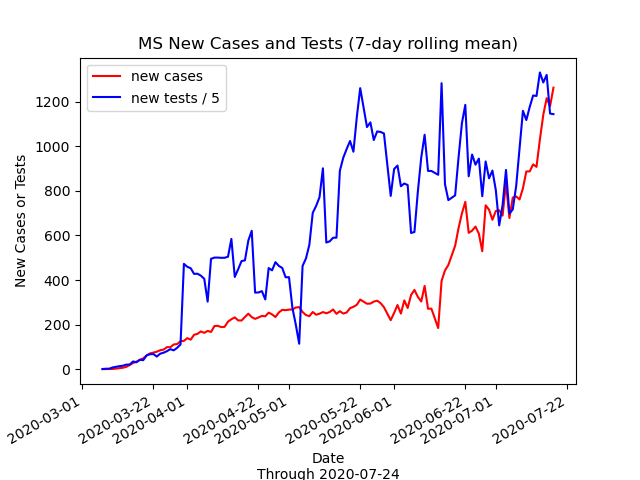 MS New Cases and Tests (7-day rolling mean)
new cases
new tests / 5
New Cases or Tests
1200
1000
800
600
400
200
0
2020-03-01
2020-03-22
2020-04-01
2020-04-22
2020-05-01
2020-05-22
2020-06-01
2020-06-22
2020-07-01
2020-07-22
Date
Through 2020-07-24